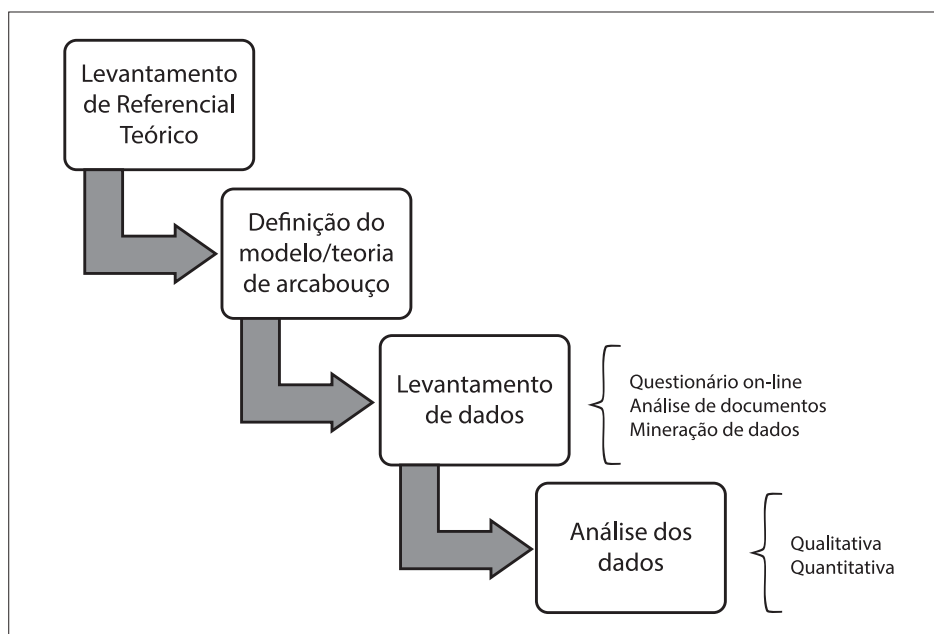 Levantamento
de Referencial
Teórico
Definição do
modelo/teoria
de arcabouço
Levantamento
de dados
Questionário on-line
Análise de documentos
Mineração de dados
Análise dos
dados
Qualitativa
Quantitativa